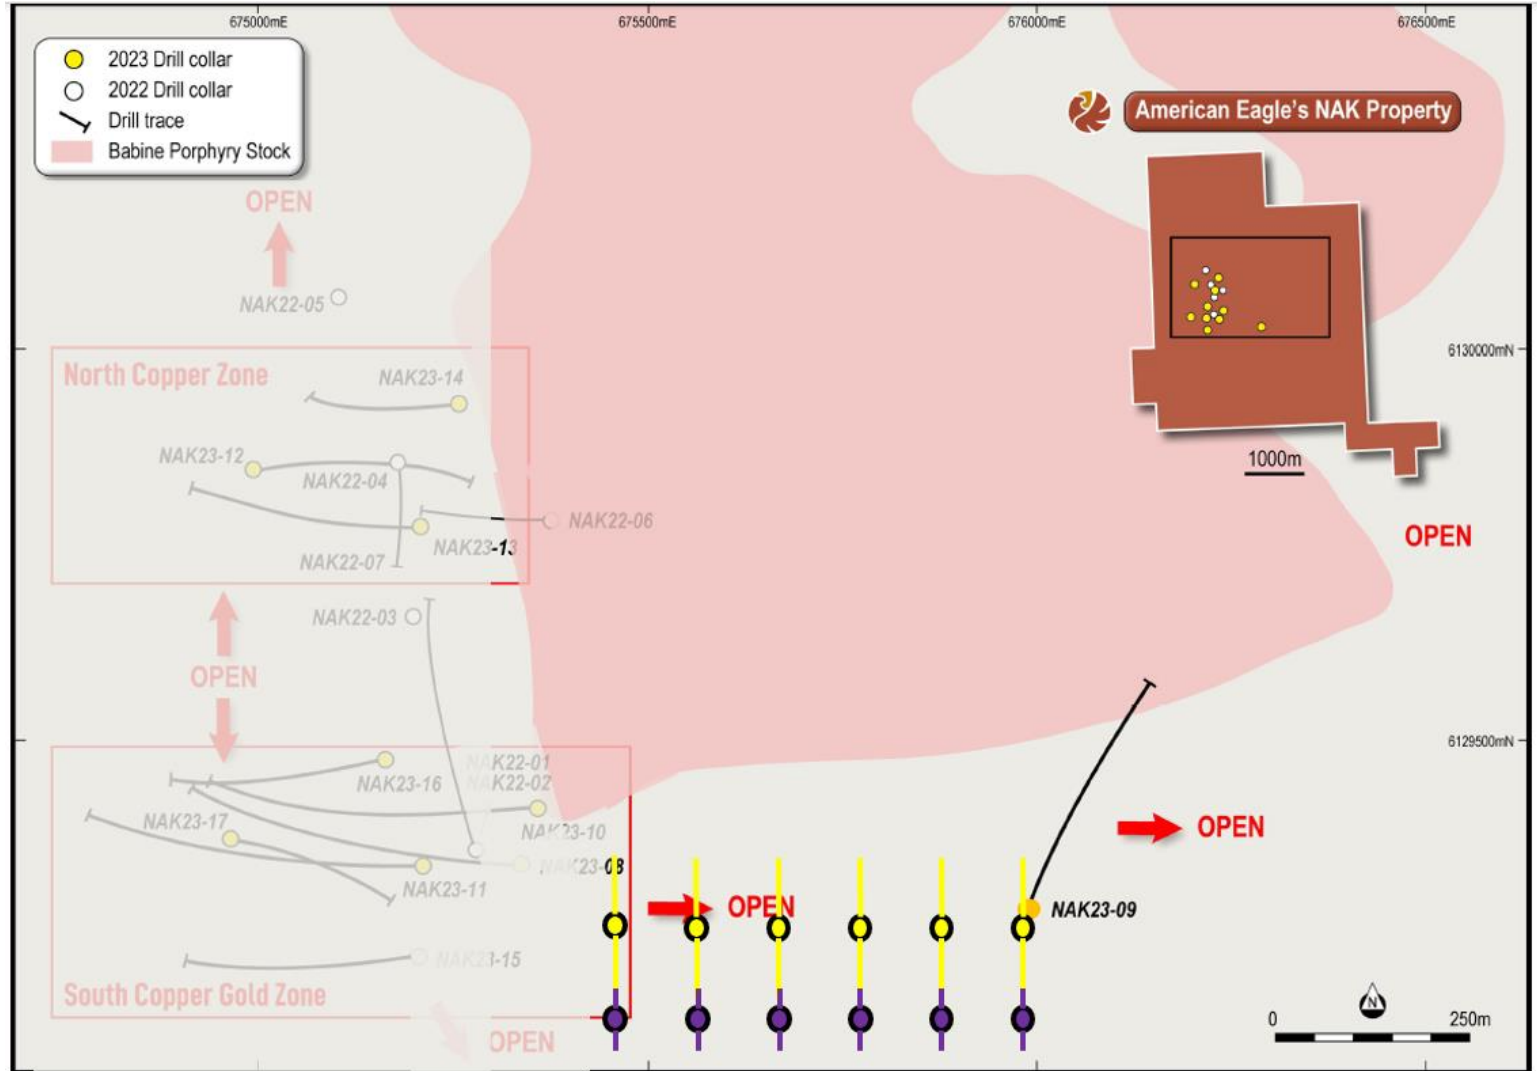 675000mE
675500mE
676000mE
676500mE
2023 Drill collar
2022 Drill collar
Drill trace
Babine Porphyry Stock
American Eagle's NAK Property
OPEN
NAK22-05
6130000mN
North Copper Zone
NAK23-14
NAK23-12
NAK22-04
1000m
NAK22-06
OPEN
NAK23-13
NAK22-07
NAK22-03
OPEN
6129500mN
NAK22-01
NAK22-02
NAK23-16
NAK23-17
NAK23-10
OPEN
NAK23-08
NAK23-11
OPEN
NAK23-09
NAK23-15
South Copper Gold Zone
N
0 250m
OPEN